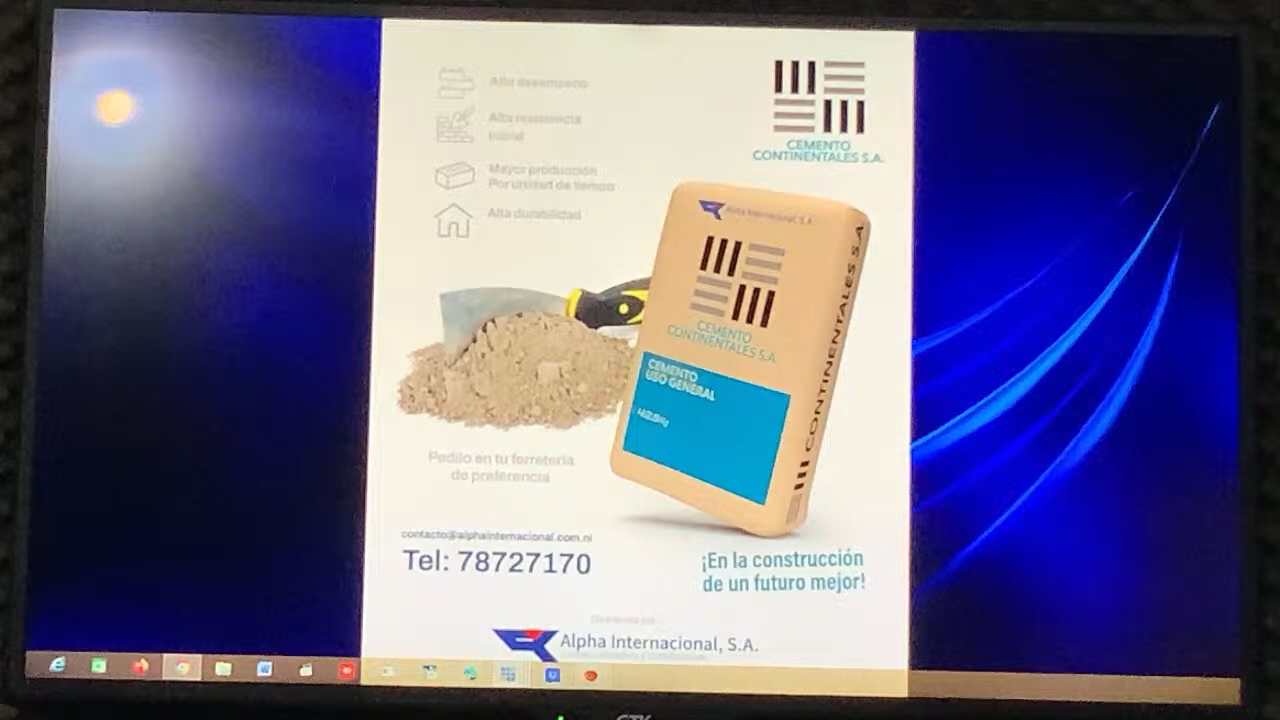 Alto desempeño
Alta resistencia
inicial
Mayor producción
Por unidad de tiempo
Alta durabilidad
CEMENTO
CONTINENTALES S.A.
Alpha Internacional, S.A.
CEMENTO
CONTINENTALES S.A.
CEMENTO
USO GENERAL
CONTINENTALES S.A
Pedilo en tu ferretería
de preferencia
contacto@alphainternacional.com.ni
Tel: 78727170
¡En la construcción
de un futuro mejor!
Alpha Internacional, S.A.